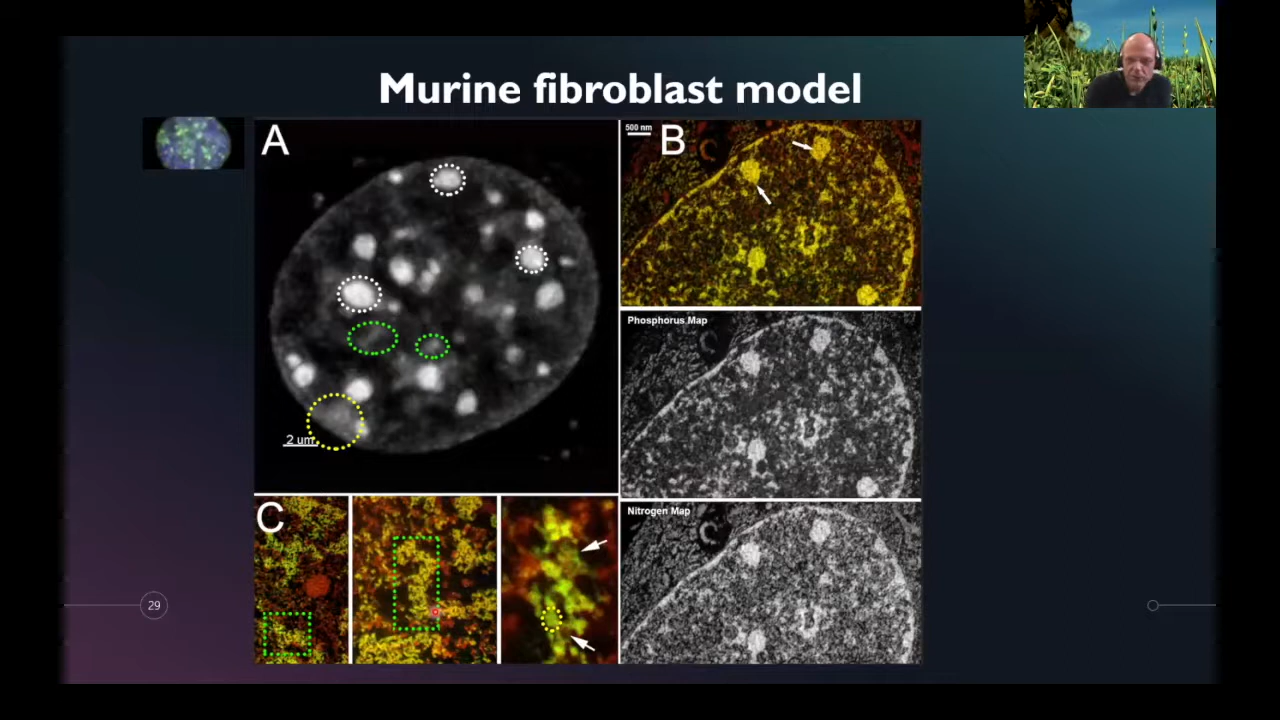 Murine fibroblast model
A
500 nm
B
2 um
Phosphorus Map
C
Nitrogen Map
29